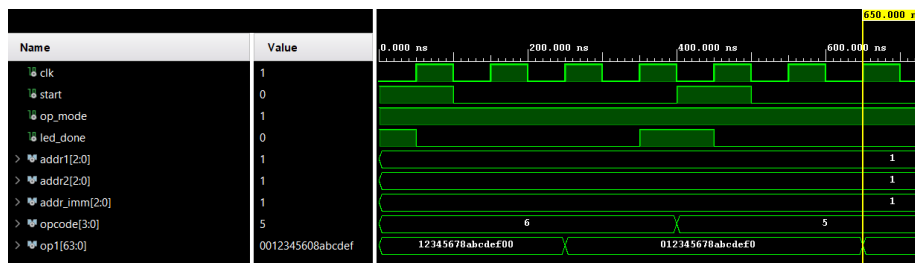 650.000 n
Name Value 0.000 ns 200.000 ns 400.000 ns 600.000 ns
clk 1
start 0
op_mode 1
led_done 0
addr1[2:0] 1 1
addr2[2:0] 1 1
addr_imm[2:0] 1 1
opcode[3:0] 5 6 5
op1[63:0] 0012345608abcdef 12345678abcdef00 012345678abcdef0